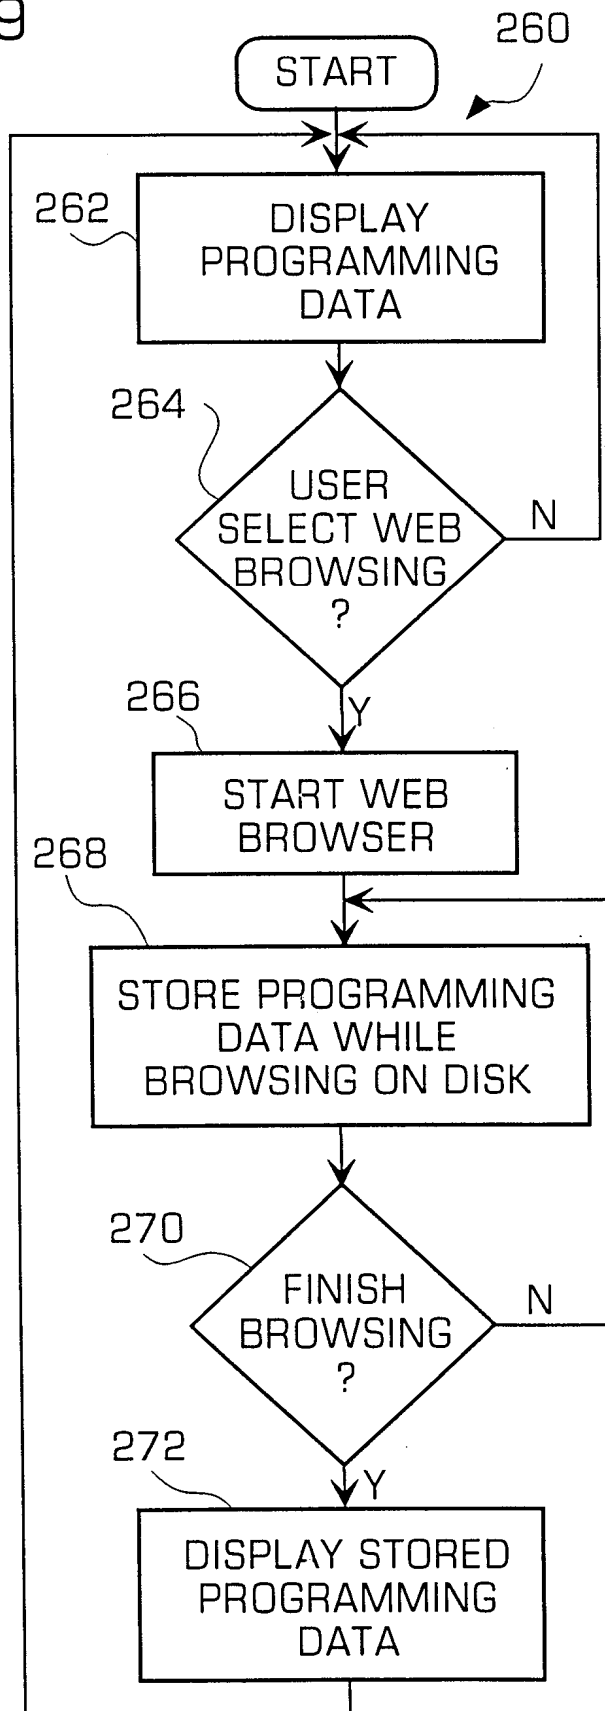 9
260
START
262
DISPLAY
PROGRAMMING
DATA
264
USER
SELECT WEB
BROWSING
?
N
Y
266
START WEB
BROWSER
268
STORE PROGRAMMING
DATA WHILE
BROWSING ON DISK
270
FINISH
BROWSING
?
N
Y
272
DISPLAY STORED
PROGRAMMING
DATA